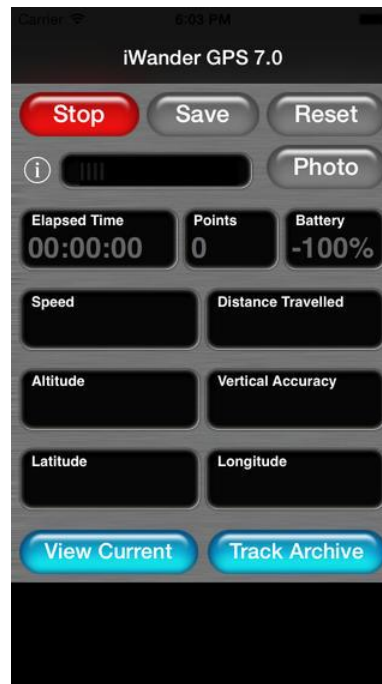 Carrier 6:03 PM
iWander GPS 7.0
Stop Save Reset
i Photo
Elapsed Time Points Battery
00:00:00 0 -100%
Speed Distance Travelled
Altitude Vertical Accuracy
Latitude Longitude
View Current Track Archive